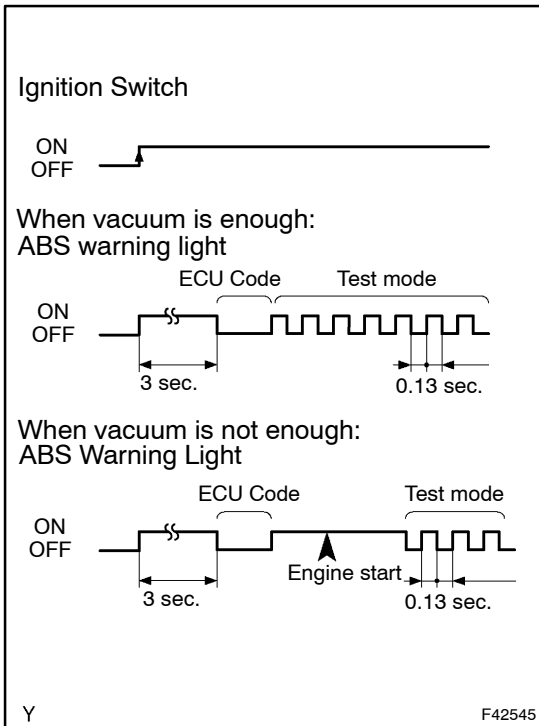 Ignition Switch
ON
OFF
When vacuum is enough:
ABS warning light
ECU Code Test mode
ON
OFF
3 sec. 0.13 sec.
When vacuum is not enough:
ABS Warning Light
ECU Code Test mode
ON
OFF
Engine start
3 sec. 0.13 sec.
Y F42545